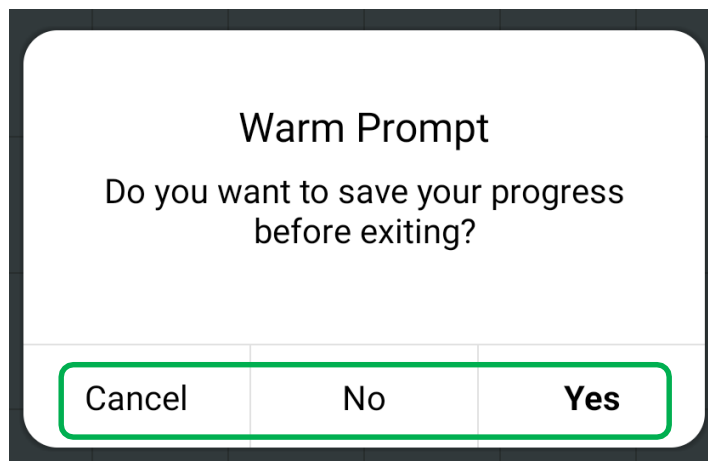 Warm Prompt
Do you want to save your progress
before exiting?
Cancel No Yes